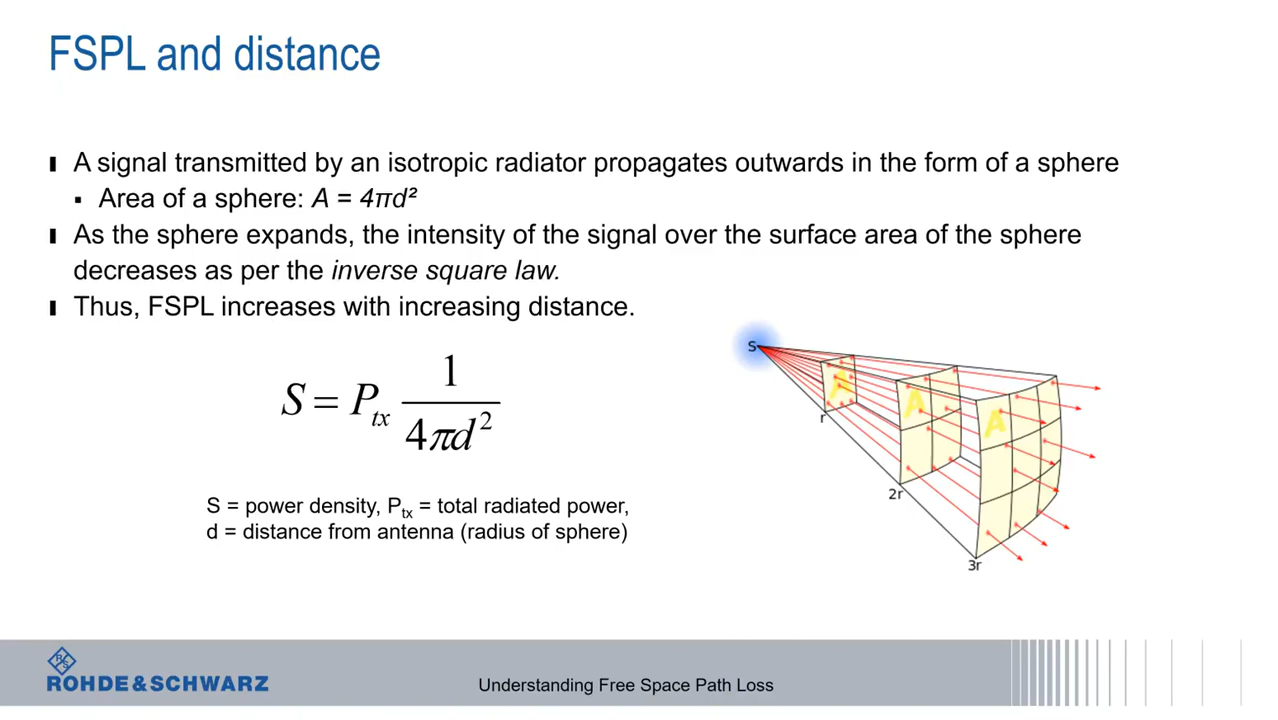 FSPL and distance
A signal transmitted by an isotropic radiator propagates outwards in the form of a sphere
Area of a sphere: A = 4πd²
As the sphere expands, the intensity of the signal over the surface area of the sphere
decreases as per the inverse square law.
Thus, FSPL increases with increasing distance.
S = Ptx 1 / 4πd²
S = power density, Ptx = total radiated power,
d = distance from antenna (radius of sphere)
S
A
A
A
r
2r
3r
R&S
ROHDE & SCHWARZ
Understanding Free Space Path Loss